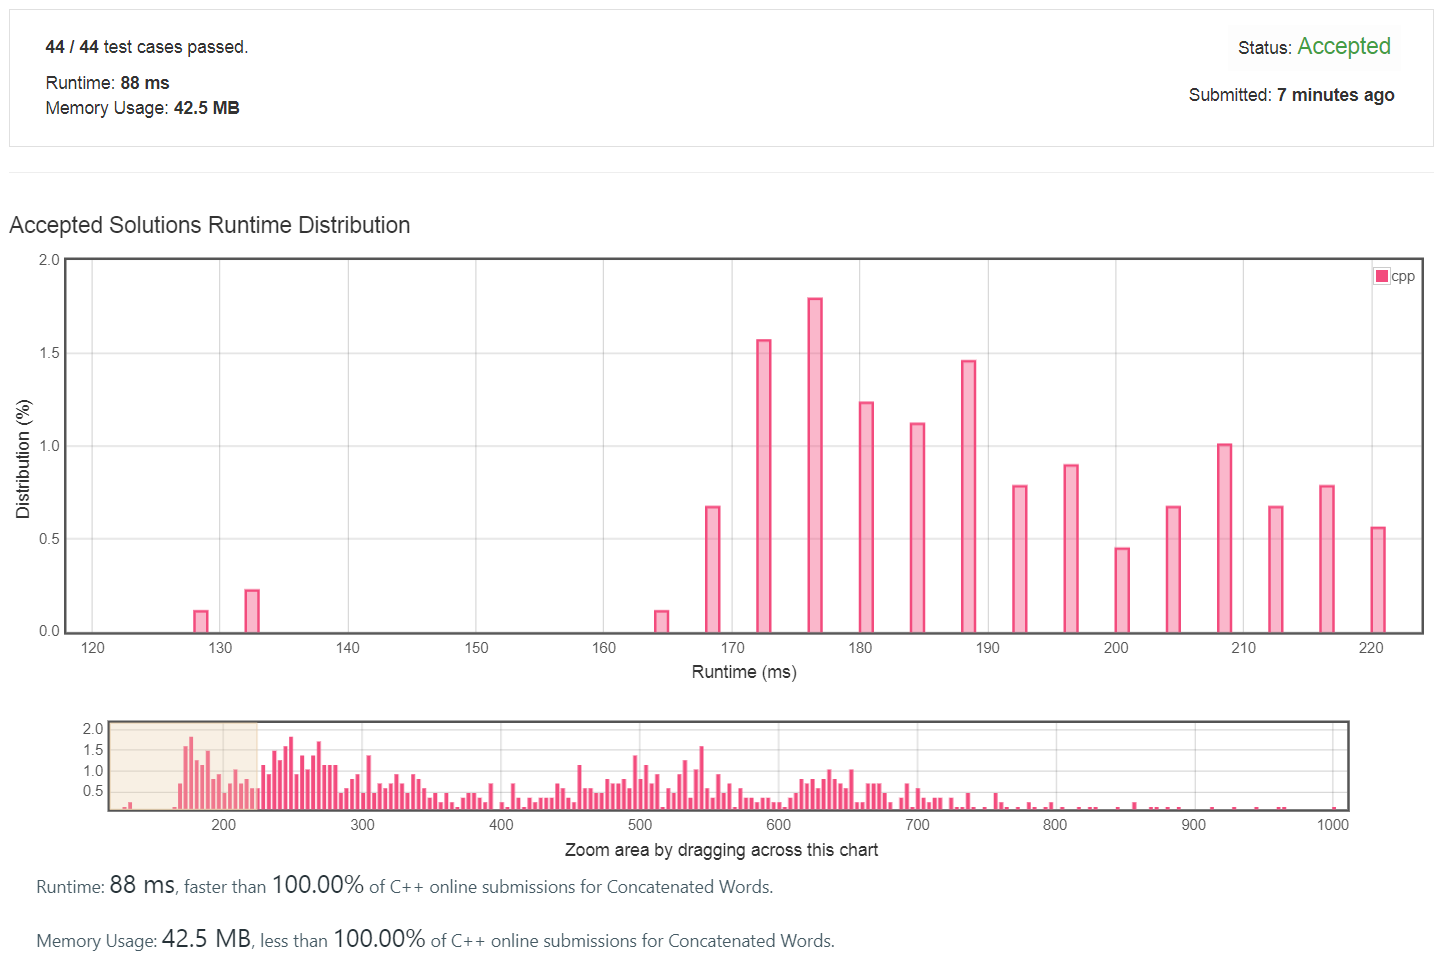 44 / 44 test cases passed.
Status: Accepted
Runtime: 88 ms
Memory Usage: 42.5 MB
Submitted: 7 minutes ago
Accepted Solutions Runtime Distribution
2.0
1.5
1.0
0.5
0.0
Distribution (%)
cpp
120 130 140 150 160 170 180 190 200 210 220
Runtime (ms)
2.0
1.5
1.0
0.5
200 300 400 500 600 700 800 900 1000
Zoom area by dragging across this chart
Runtime: 88 ms, faster than 100.00% of C++ online submissions for Concatenated Words.
Memory Usage: 42.5 MB, less than 100.00% of C++ online submissions for Concatenated Words.